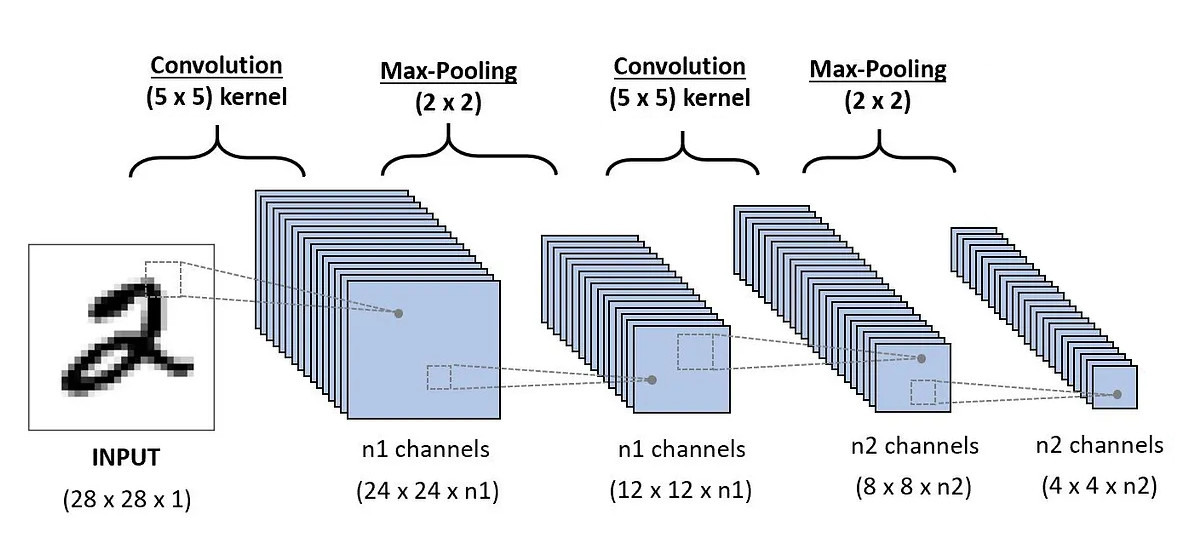 Convolution
(5 x 5) kernel
Max-Pooling
(2 x 2)
Convolution
(5 x 5) kernel
Max-Pooling
(2 x 2)
INPUT
(28 x 28 x 1)
n1 channels
(24 x 24 x n1)
n1 channels
(12 x 12 x n1)
n2 channels
(8 x 8 x n2)
n2 channels
(4 x 4 x n2)
2